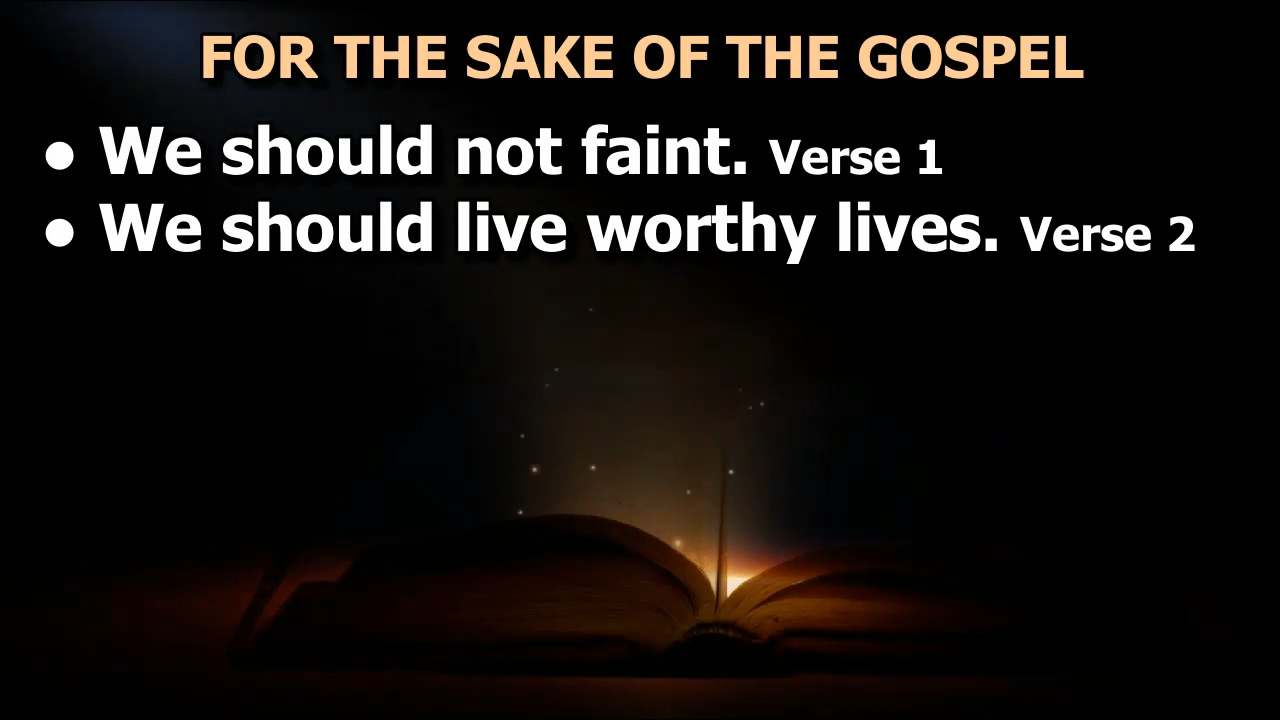 FOR THE SAKE OF THE GOSPEL
● We should not faint. Verse 1
● We should live worthy lives. Verse 2